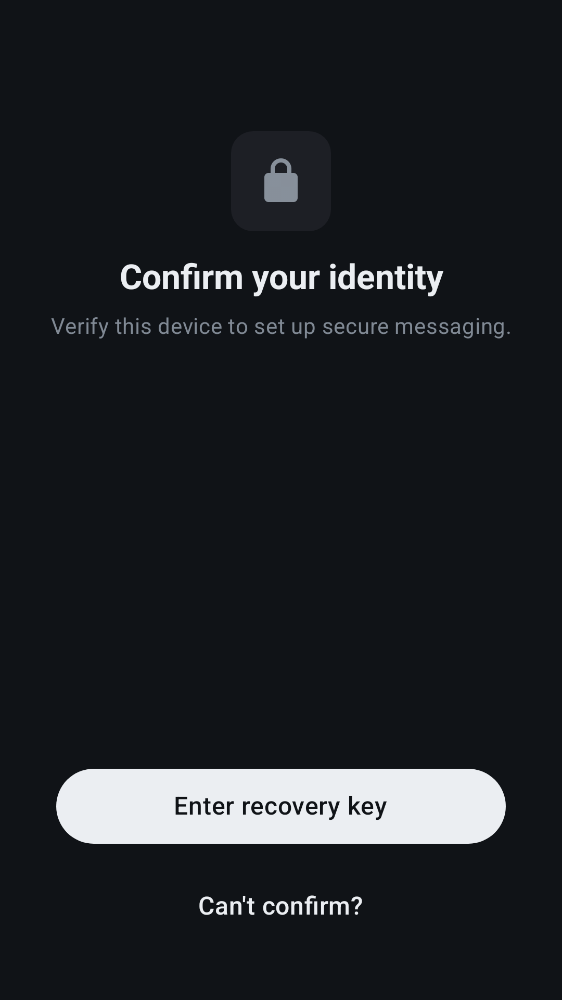 Confirm your identity
Verify this device to set up secure messaging.
Enter recovery key
Can't confirm?